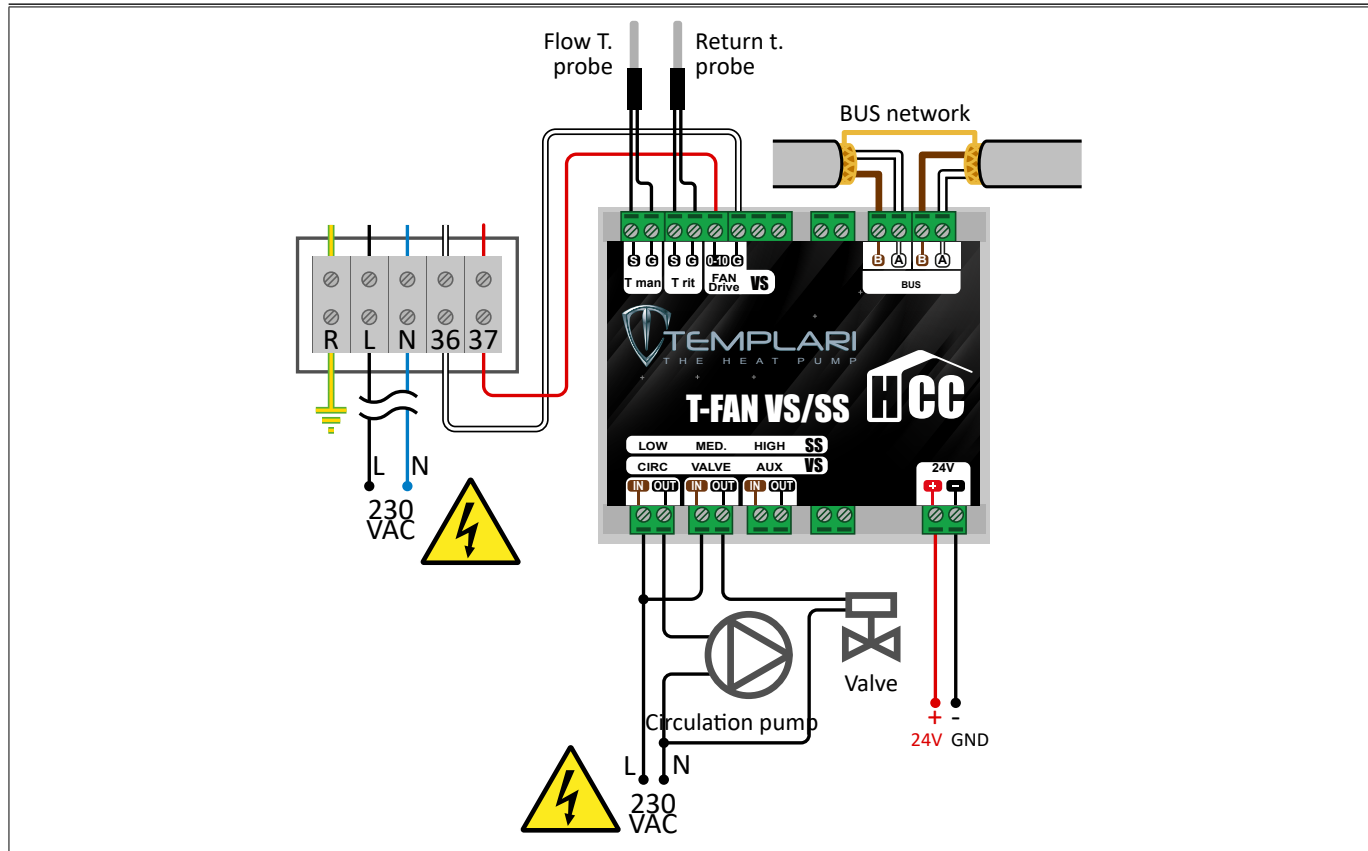 Flow T.
probe
Return t.
probe
BUS network
R L N 36 37
L N
230
VAC
S G S G 0-10 G
T man T rit FAN
Drive VS
B A B A
BUS
TEMPLARI
THE HEAT PUMP
T-FAN VS/SS
HCC
LOW MED. HIGH SS
CIRC VALVE AUX VS
IN OUT IN OUT IN OUT
24V
+ -
Valve
Circulation pump
+ -
24V GND
L N
230
VAC